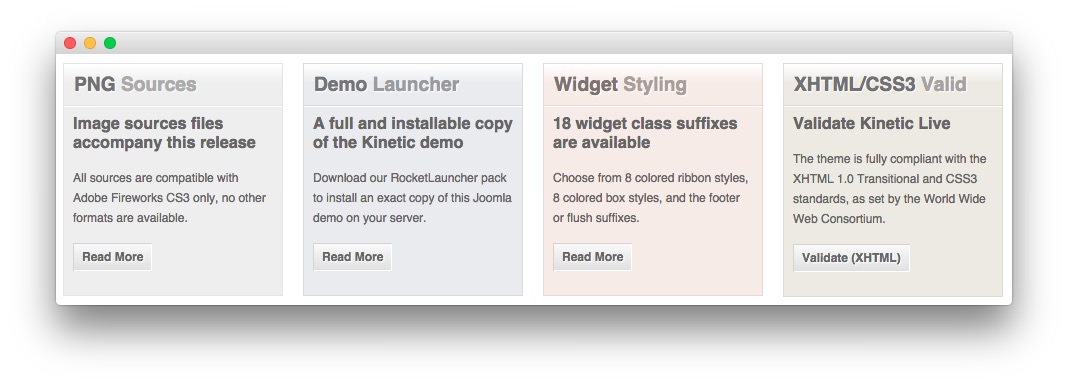 PNG Sources
Image sources files
accompany this release
All sources are compatible with
Adobe Fireworks CS3 only, no other
formats are available.
Read More
Demo Launcher
A full and installable copy
of the Kinetic demo
Download our RocketLauncher pack
to install an exact copy of this Joomla
demo on your server.
Read More
Widget Styling
18 widget class suffixes
are available
Choose from 8 colored ribbon styles,
8 colored box styles, and the footer
or flush suffixes.
Read More
XHTML/CSS3 Valid
Validate Kinetic Live
The theme is fully compliant with the
XHTML 1.0 Transitional and CSS3
standards, as set by the World Wide
Web Consortium.
Validate (XHTML)